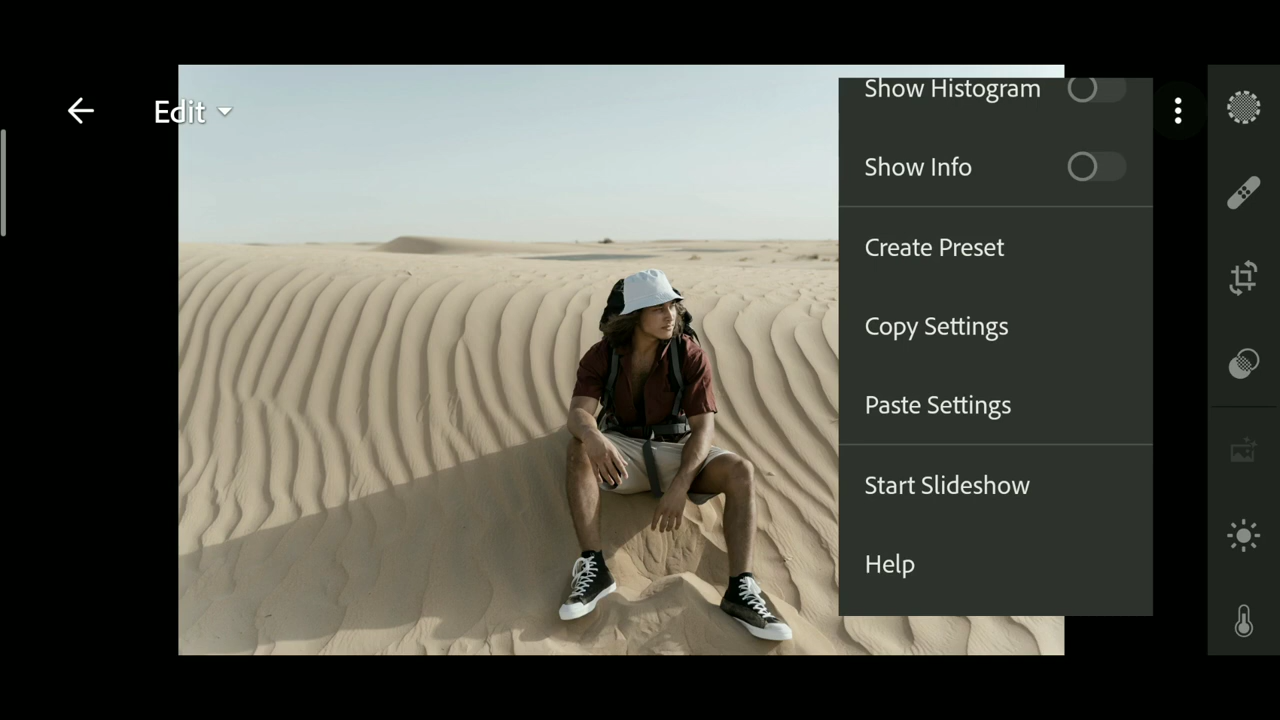 Show Histogram
Edit
Show Info
Create Preset
Copy Settings
Paste Settings
Start Slideshow
Help